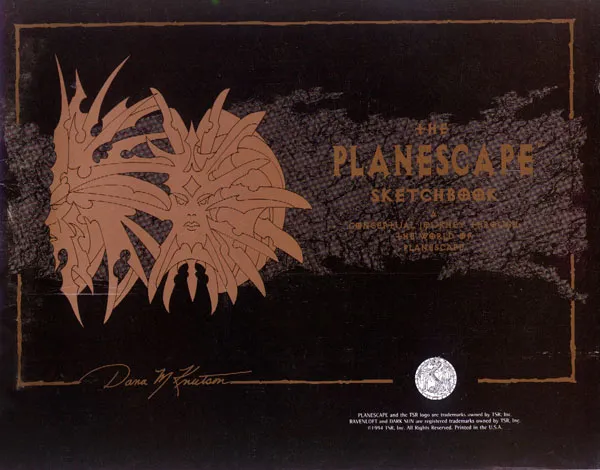 THE
PLANESCAPE
SKETCHBOOK
A
CONCEPTUAL JOURNEY THROUGH
THE WORLD OF
PLANESCAPE
Dana M Knutson
PLANESCAPE and the TSR logo are trademarks owned by TSR, Inc.
RAVENLOFT and DARK SUN are registered trademarks owned by TSR, Inc.
©1994 TSR, Inc. All Rights Reserved. Printed in the U.S.A.